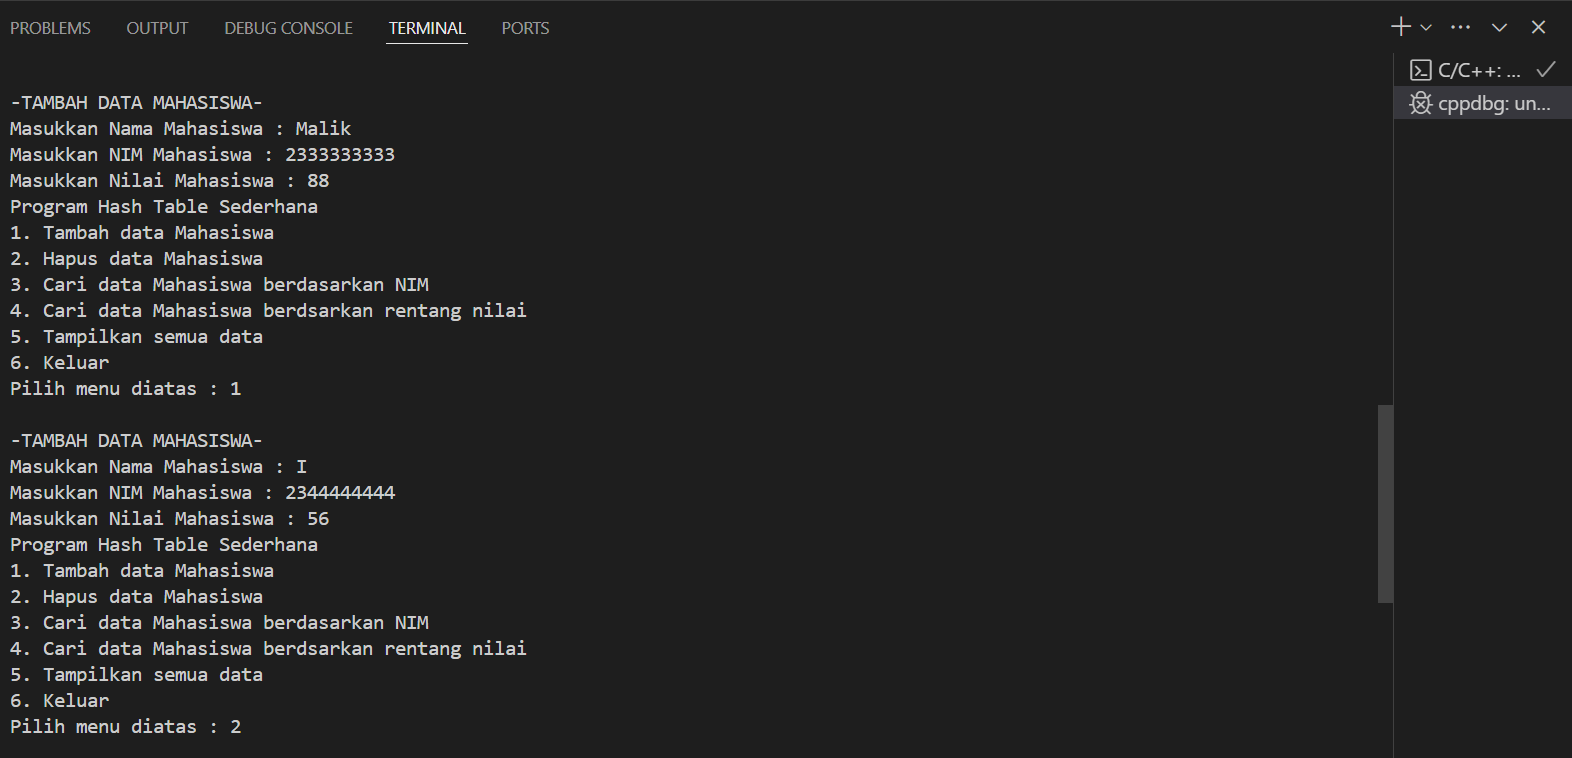 PROBLEMS OUTPUT DEBUG CONSOLE TERMINAL PORTS
C/C++: ...
cppdbg: un...
-TAMBAH DATA MAHASISWA-
Masukkan Nama Mahasiswa : Malik
Masukkan NIM Mahasiswa : 2333333333
Masukkan Nilai Mahasiswa : 88
Program Hash Table Sederhana
1. Tambah data Mahasiswa
2. Hapus data Mahasiswa
3. Cari data Mahasiswa berdasarkan NIM
4. Cari data Mahasiswa berdsarkan rentang nilai
5. Tampilkan semua data
6. Keluar
Pilih menu diatas : 1
-TAMBAH DATA MAHASISWA-
Masukkan Nama Mahasiswa : I
Masukkan NIM Mahasiswa : 2344444444
Masukkan Nilai Mahasiswa : 56
Program Hash Table Sederhana
1. Tambah data Mahasiswa
2. Hapus data Mahasiswa
3. Cari data Mahasiswa berdasarkan NIM
4. Cari data Mahasiswa berdsarkan rentang nilai
5. Tampilkan semua data
6. Keluar
Pilih menu diatas : 2